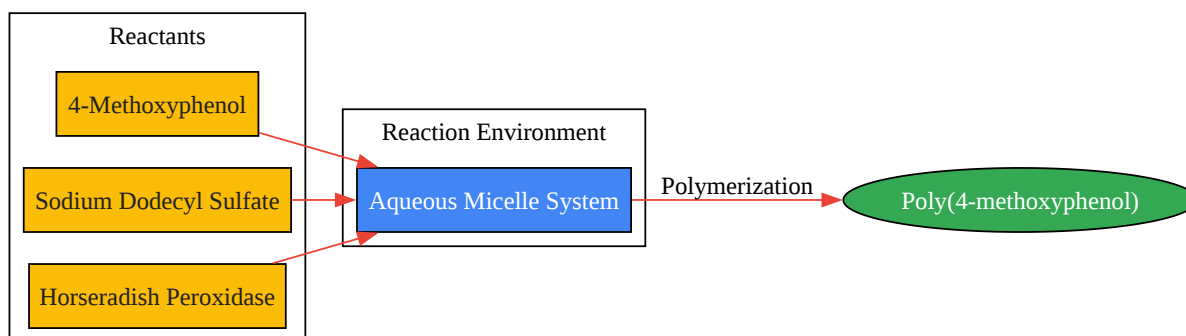 Reactants
4-Methoxyphenol
Sodium Dodecyl Sulfate
Horseradish Peroxidase
Reaction Environment
Aqueous Micelle System
Polymerization
Poly(4-methoxyphenol)